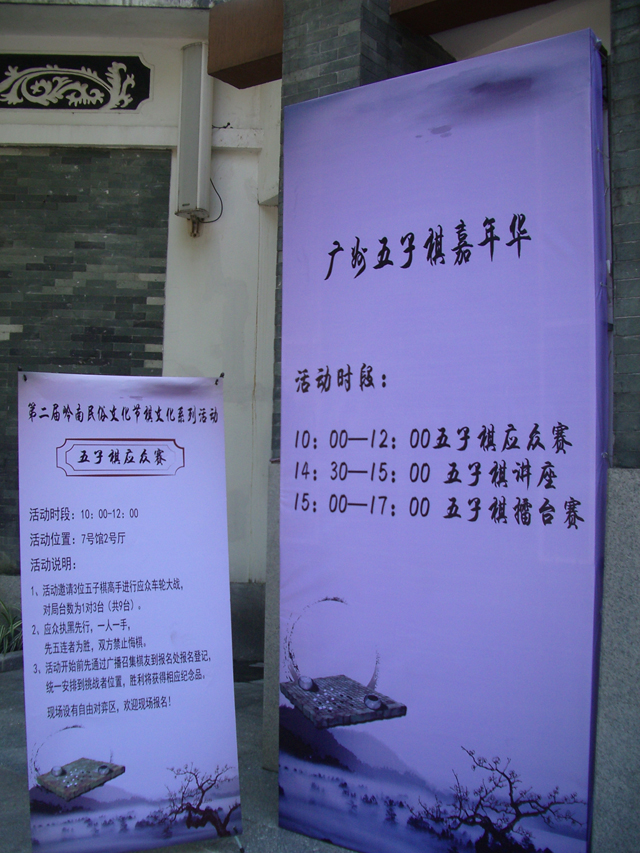 广州五子棋嘉年华
活动时段：
10：00—12：00五子棋应众赛
14：30—15：00 五子棋讲座
15：00—17：00 五子棋擂台赛
第二届岭南民俗文化节棋文化系列活动
五子棋应众赛
活动时段：10：00-12：00
活动位置：7号馆2号厅
活动说明：
1、活动邀请3位五子棋高手进行应众车轮大战，
对局台数为1对3台（共9台）。
2、应众执黑先行，一人一手，
先五连者为胜，双方禁止悔棋。
3、活动开始前先通过广播召集棋友到报名处报名登记，
统一安排到挑战者位置，胜利将获得相应纪念品。
现场设有自由对弈区，欢迎现场报名！